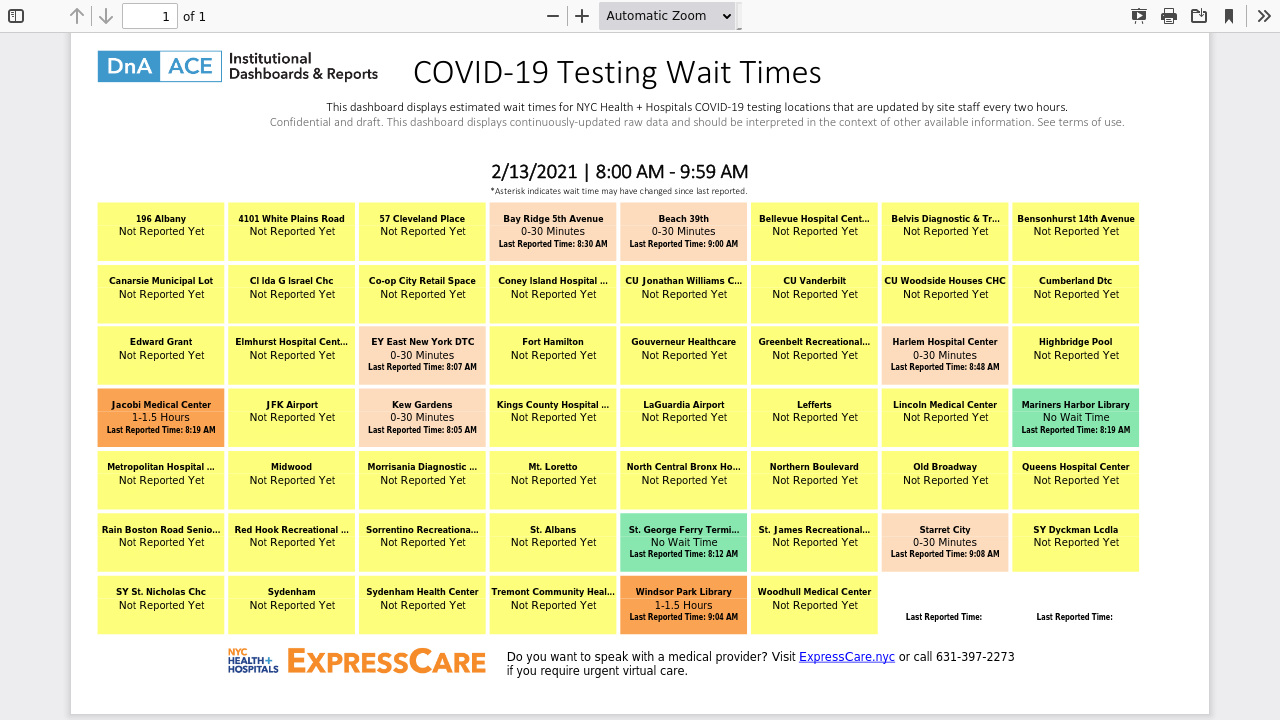 1 of 1
Automatic Zoom
DnA ACE Institutional
Dashboards & Reports
COVID-19 Testing Wait Times
This dashboard displays estimated wait times for NYC Health + Hospitals COVID-19 testing locations that are updated by site staff every two hours.
Confidential and draft. This dashboard displays continuously-updated raw data and should be interpreted in the context of other available information. See terms of use.
2/13/2021 | 8:00 AM - 9:59 AM
*Asterisk indicates wait time may have changed since last reported.
196 Albany
Not Reported Yet
4101 White Plains Road
Not Reported Yet
57 Cleveland Place
Not Reported Yet
Bay Ridge 5th Avenue
0-30 Minutes
Last Reported Time: 8:30 AM
Beach 39th
0-30 Minutes
Last Reported Time: 9:00 AM
Bellevue Hospital Cent...
Not Reported Yet
Belvis Diagnostic & Tr...
Not Reported Yet
Bensonhurst 14th Avenue
Not Reported Yet
Canarsie Municipal Lot
Not Reported Yet
CI Ida G Israel Chc
Not Reported Yet
Co-op City Retail Space
Not Reported Yet
Coney Island Hospital ...
Not Reported Yet
CU Jonathan Williams C...
Not Reported Yet
CU Vanderbilt
Not Reported Yet
CU Woodside Houses CHC
Not Reported Yet
Cumberland Dtc
Not Reported Yet
Edward Grant
Not Reported Yet
Elmhurst Hospital Cent...
Not Reported Yet
EY East New York DTC
0-30 Minutes
Last Reported Time: 8:07 AM
Fort Hamilton
Not Reported Yet
Gouverneur Healthcare
Not Reported Yet
Greenbelt Recreational...
Not Reported Yet
Harlem Hospital Center
0-30 Minutes
Last Reported Time: 8:48 AM
Highbridge Pool
Not Reported Yet
Jacobi Medical Center
1-1.5 Hours
Last Reported Time: 8:19 AM
JFK Airport
Not Reported Yet
Kew Gardens
0-30 Minutes
Last Reported Time: 8:05 AM
Kings County Hospital ...
Not Reported Yet
LaGuardia Airport
Not Reported Yet
Lefferts
Not Reported Yet
Lincoln Medical Center
Not Reported Yet
Mariners Harbor Library
No Wait Time
Last Reported Time: 8:19 AM
Metropolitan Hospital ...
Not Reported Yet
Midwood
Not Reported Yet
Morrisania Diagnostic ...
Not Reported Yet
Mt. Loretto
Not Reported Yet
North Central Bronx Ho...
Not Reported Yet
Northern Boulevard
Not Reported Yet
Old Broadway
Not Reported Yet
Queens Hospital Center
Not Reported Yet
Rain Boston Road Senio...
Not Reported Yet
Red Hook Recreational ...
Not Reported Yet
Sorrentino Recreationa...
Not Reported Yet
St. Albans
Not Reported Yet
St. George Ferry Termi...
No Wait Time
Last Reported Time: 8:12 AM
St. James Recreational...
Not Reported Yet
Starret City
0-30 Minutes
Last Reported Time: 9:08 AM
SY Dyckman Lcdla
Not Reported Yet
SY St. Nicholas Chc
Not Reported Yet
Sydenham
Not Reported Yet
Sydenham Health Center
Not Reported Yet
Tremont Community Heal...
Not Reported Yet
Windsor Park Library
1-1.5 Hours
Last Reported Time: 9:04 AM
Woodhull Medical Center
Not Reported Yet
Last Reported Time:
Last Reported Time:
NYC
HEALTH+
HOSPITALS
EXPRESSCARE
Do you want to speak with a medical provider? Visit ExpressCare.nyc or call 631-397-2273
if you require urgent virtual care.